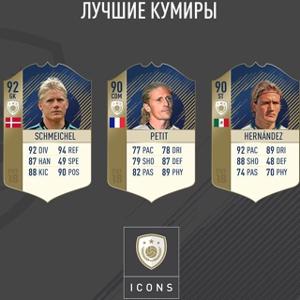 ЛУЧШИЕ КУМИРЫ
92 90 90
GK CDM ST
SCHMEICHEL PETIT HERNÁNDEZ
92 DIV 94 REF 77 PAC 78 DRI 92 PAC 89 DRI
87 HAN 49 SPE 79 SHO 87 DEF 88 SHO 48 DEF
88 KIC 90 POS 82 PAS 89 PHY 74 PAS 70 PHY
ICONS